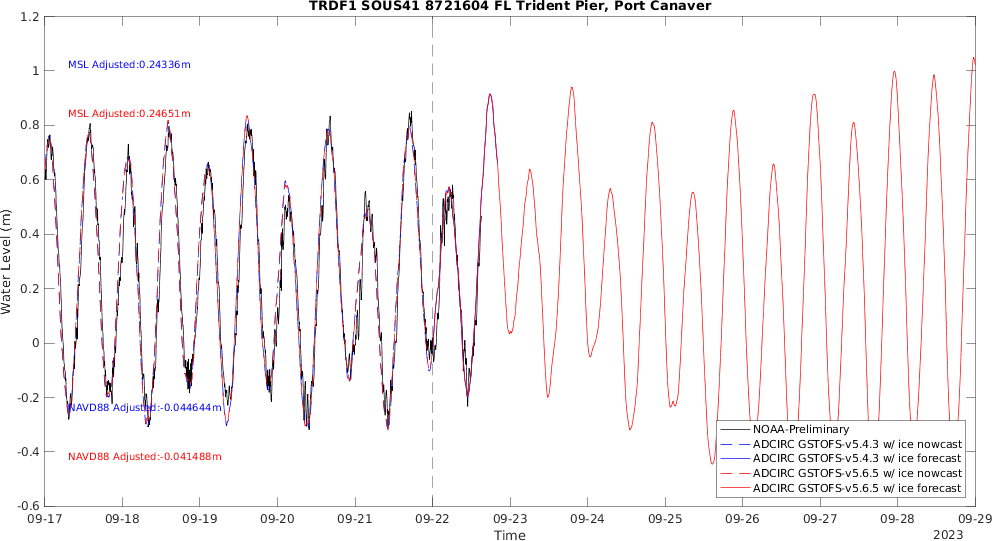 TRDF1 SOUS41 8721604 FL Trident Pier, Port Canaver
1.2
1
0.8
0.6
0.4
0.2
0
-0.2
-0.4
-0.6
Water Level (m)
MSL Adjusted:0.24336m
MSL Adjusted:0.24651m
NAVD88 Adjusted:-0.044644m
NAVD88 Adjusted:-0.041488m
NOAA-Preliminary
ADCIRC GSTOFS-v5.4.3 w/ ice nowcast
ADCIRC GSTOFS-v5.4.3 w/ ice forecast
ADCIRC GSTOFS-v5.6.5 w/ ice nowcast
ADCIRC GSTOFS-v5.6.5 w/ ice forecast
09-17 09-18 09-19 09-20 09-21 09-22 09-23 09-24 09-25 09-26 09-27 09-28 09-29
Time
2023